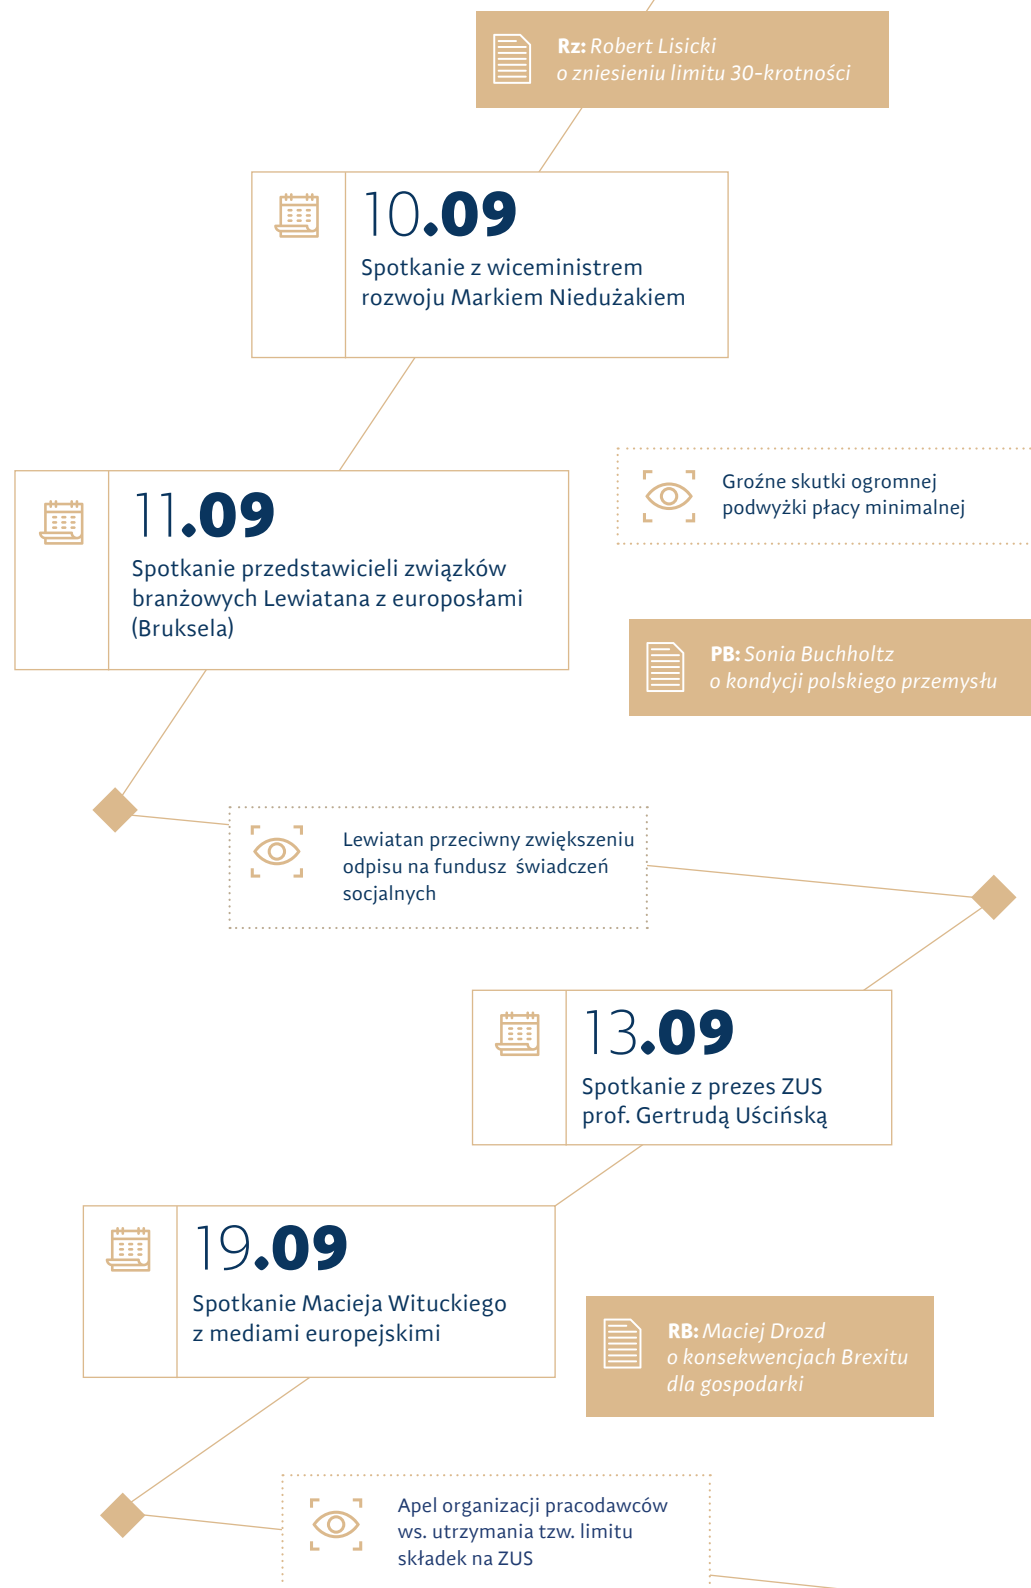 Rz: Robert Lisicki
o zniesieniu limitu 30-krotności
10.09
Spotkanie z wiceministrem
rozwoju Markiem Niedużakiem
11.09
Spotkanie przedstawicieli związków
branżowych Lewiatana z europosłami
(Bruksela)
Groźne skutki ogromnej
podwyżki płacy minimalnej
PB: Sonia Buchholtz
o kondycji polskiego przemysłu
Lewiatan przeciwny zwiększeniu
odpisu na fundusz świadczeń
socjalnych
13.09
Spotkanie z prezes ZUS
prof. Gertrudą Uścińską
19.09
Spotkanie Macieja Wituckiego
z mediami europejskimi
RB: Maciej Drozd
o konsekwencjach Brexitu
dla gospodarki
Apel organizacji pracodawców
ws. utrzymania tzw. limitu
składek na ZUS